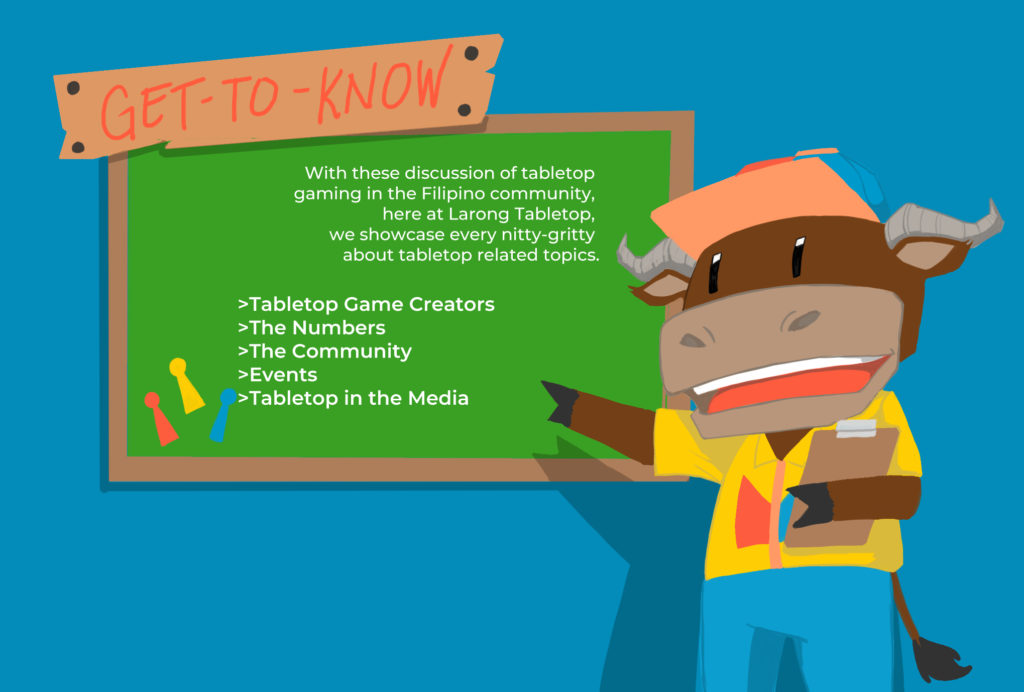 GET-TO-KNOW
With these discussion of tabletop
gaming in the Filipino community,
here at Larong Tabletop,
we showcase every nitty-gritty
about tabletop related topics.
>Tabletop Game Creators
>The Numbers
>The Community
>Events
>Tabletop in the Media